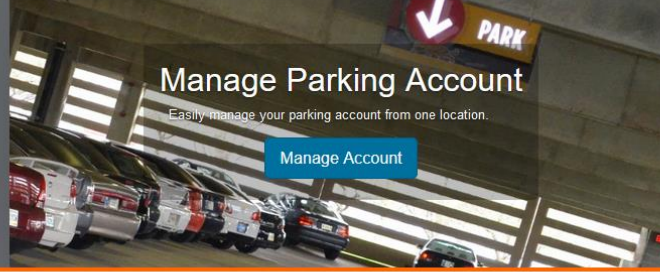 PARK
Manage Parking Account
Easily manage your parking account from one location.
Manage Account